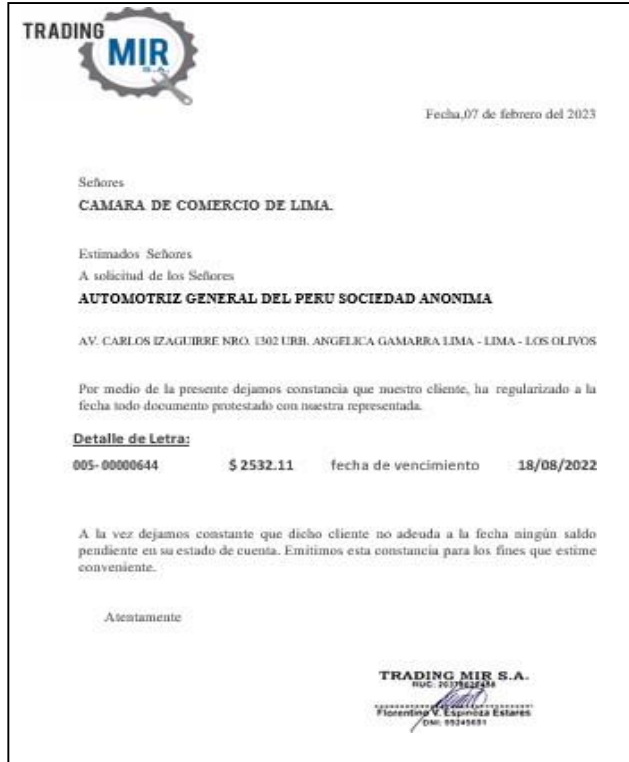 TRADING
MIR
S.A.
Fecha,07 de febrero del 2023
Señores
CAMARA DE COMERCIO DE LIMA.
Estimados Señores
A solicitud de los Señores
AUTOMOTRIZ GENERAL DEL PERU SOCIEDAD ANONIMA
AV. CARLOS IZAGUIRRE NRO. 1302 URB. ANGELICA GAMARRA LIMA - LIMA - LOS OLIVOS
Por medio de la presente dejamos constancia que nuestro cliente, ha regularizado a la
fecha todo documento protestado con nuestra representada.
Detalle de Letra:
005- 00000644 $ 2532.11 fecha de vencimiento 18/08/2022
A la vez dejamos constante que dicho cliente no adeuda a la fecha ningún saldo
pendiente en su estado de cuenta. Emitimos esta constancia para los fines que estime
conveniente.
Atentamente
TRADING MIR S.A.
RUC:
Florentino V. Espinoza Estares
DNI: